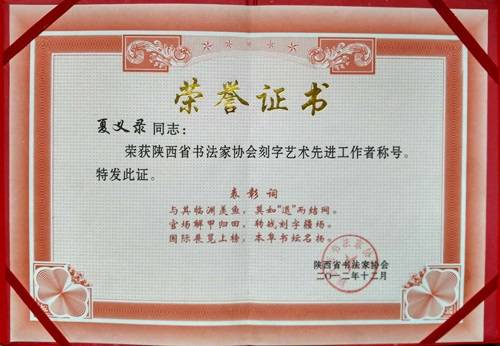 荣誉证书
夏义录同志：
荣获陕西省书法家协会刻字艺术先进工作者称号。
特发此证。
表彰词
与其临渊羡鱼，莫如“退”而结网。
官场解甲归田，转战刻字疆场。
国际展览上榜，本阜书坛名扬。
陕西省书法家协会
二〇一二年十二月